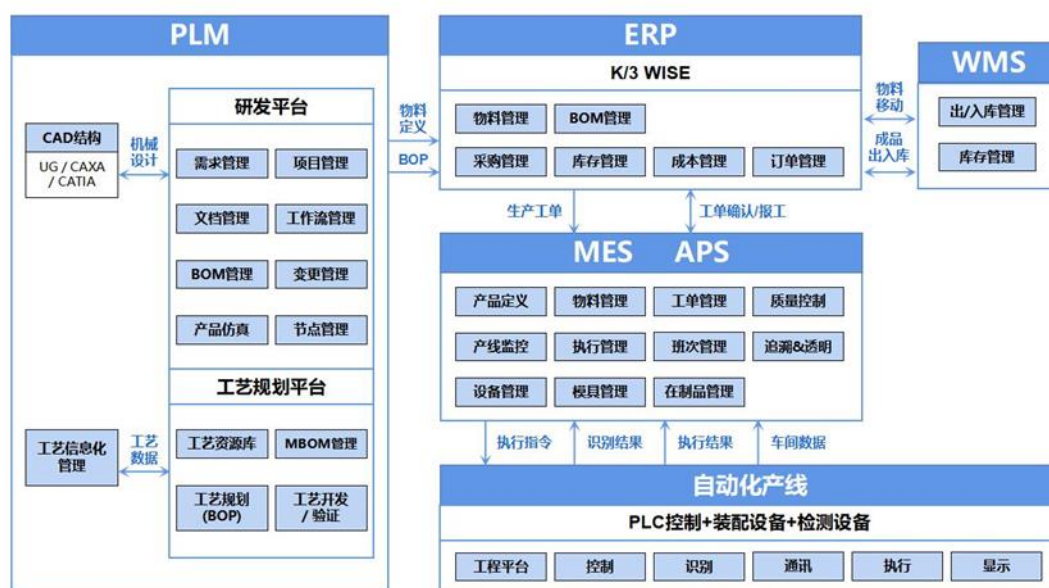 PLM
CAD结构
UG / CAXA
/ CATIA
机械
设计
研发平台
需求管理
项目管理
文档管理
工作流管理
BOM管理
变更管理
产品仿真
节点管理
工艺规划平台
工艺信息化
管理
工艺
数据
工艺资源库
MBOM管理
工艺规划
(BOP)
工艺开发
/ 验证
物料
定义
BOP
ERP
K/3 WISE
物料管理
BOM管理
采购管理
库存管理
成本管理
订单管理
物料
移动
成品
出入库
WMS
出/入库管理
库存管理
生产工单
工单确认/报工
MES APS
产品定义
物料管理
工单管理
质量控制
产线监控
执行管理
班次管理
追溯&透明
设备管理
模具管理
在制品管理
执行指令
识别结果
执行结果
车间数据
自动化产线
PLC控制+装配设备+检测设备
工程平台
控制
识别
通讯
执行
显示